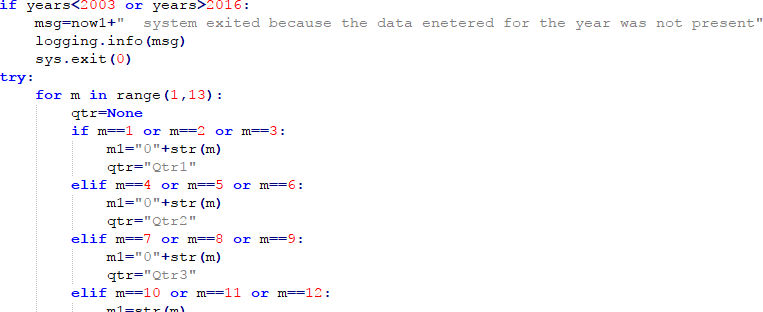 if years<2003 or years>2016:
    msg=now1+"  system exited because the data enetered for the year was not present"
    logging.info(msg)
    sys.exit(0)
try:
    for m in range(1,13):
        qtr=None
        if m==1 or m==2 or m==3:
            m1="0"+str(m)
            qtr="Qtr1"
        elif m==4 or m==5 or m==6:
            m1="0"+str(m)
            qtr="Qtr2"
        elif m==7 or m==8 or m==9:
            m1="0"+str(m)
            qtr="Qtr3"
        elif m==10 or m==11 or m==12:
            m1=str(m)